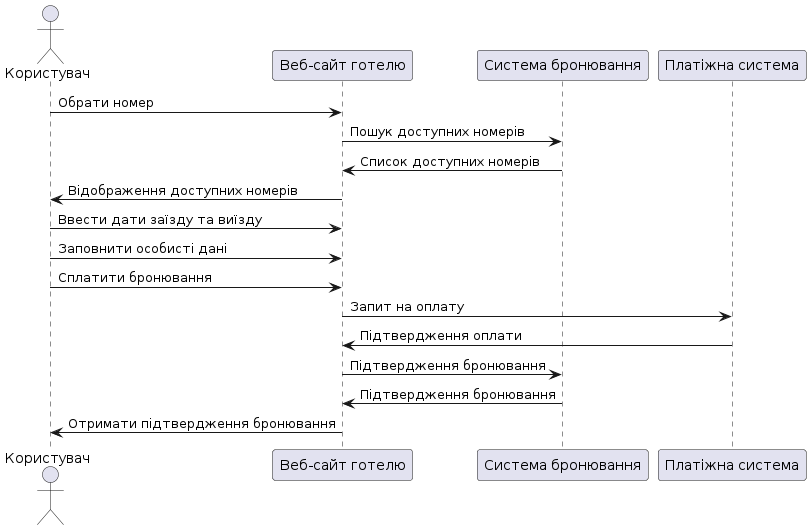 Користувач
Веб-сайт готелю
Система бронювання
Платіжна система
Обрати номер
Пошук доступних номерів
Список доступних номерів
Відображення доступних номерів
Ввести дати заїзду та виїзду
Заповнити особисті дані
Сплатити бронювання
Запит на оплату
Підтвердження оплати
Підтвердження бронювання
Підтвердження бронювання
Отримати підтвердження бронювання
Користувач
Веб-сайт готелю
Система бронювання
Платіжна система